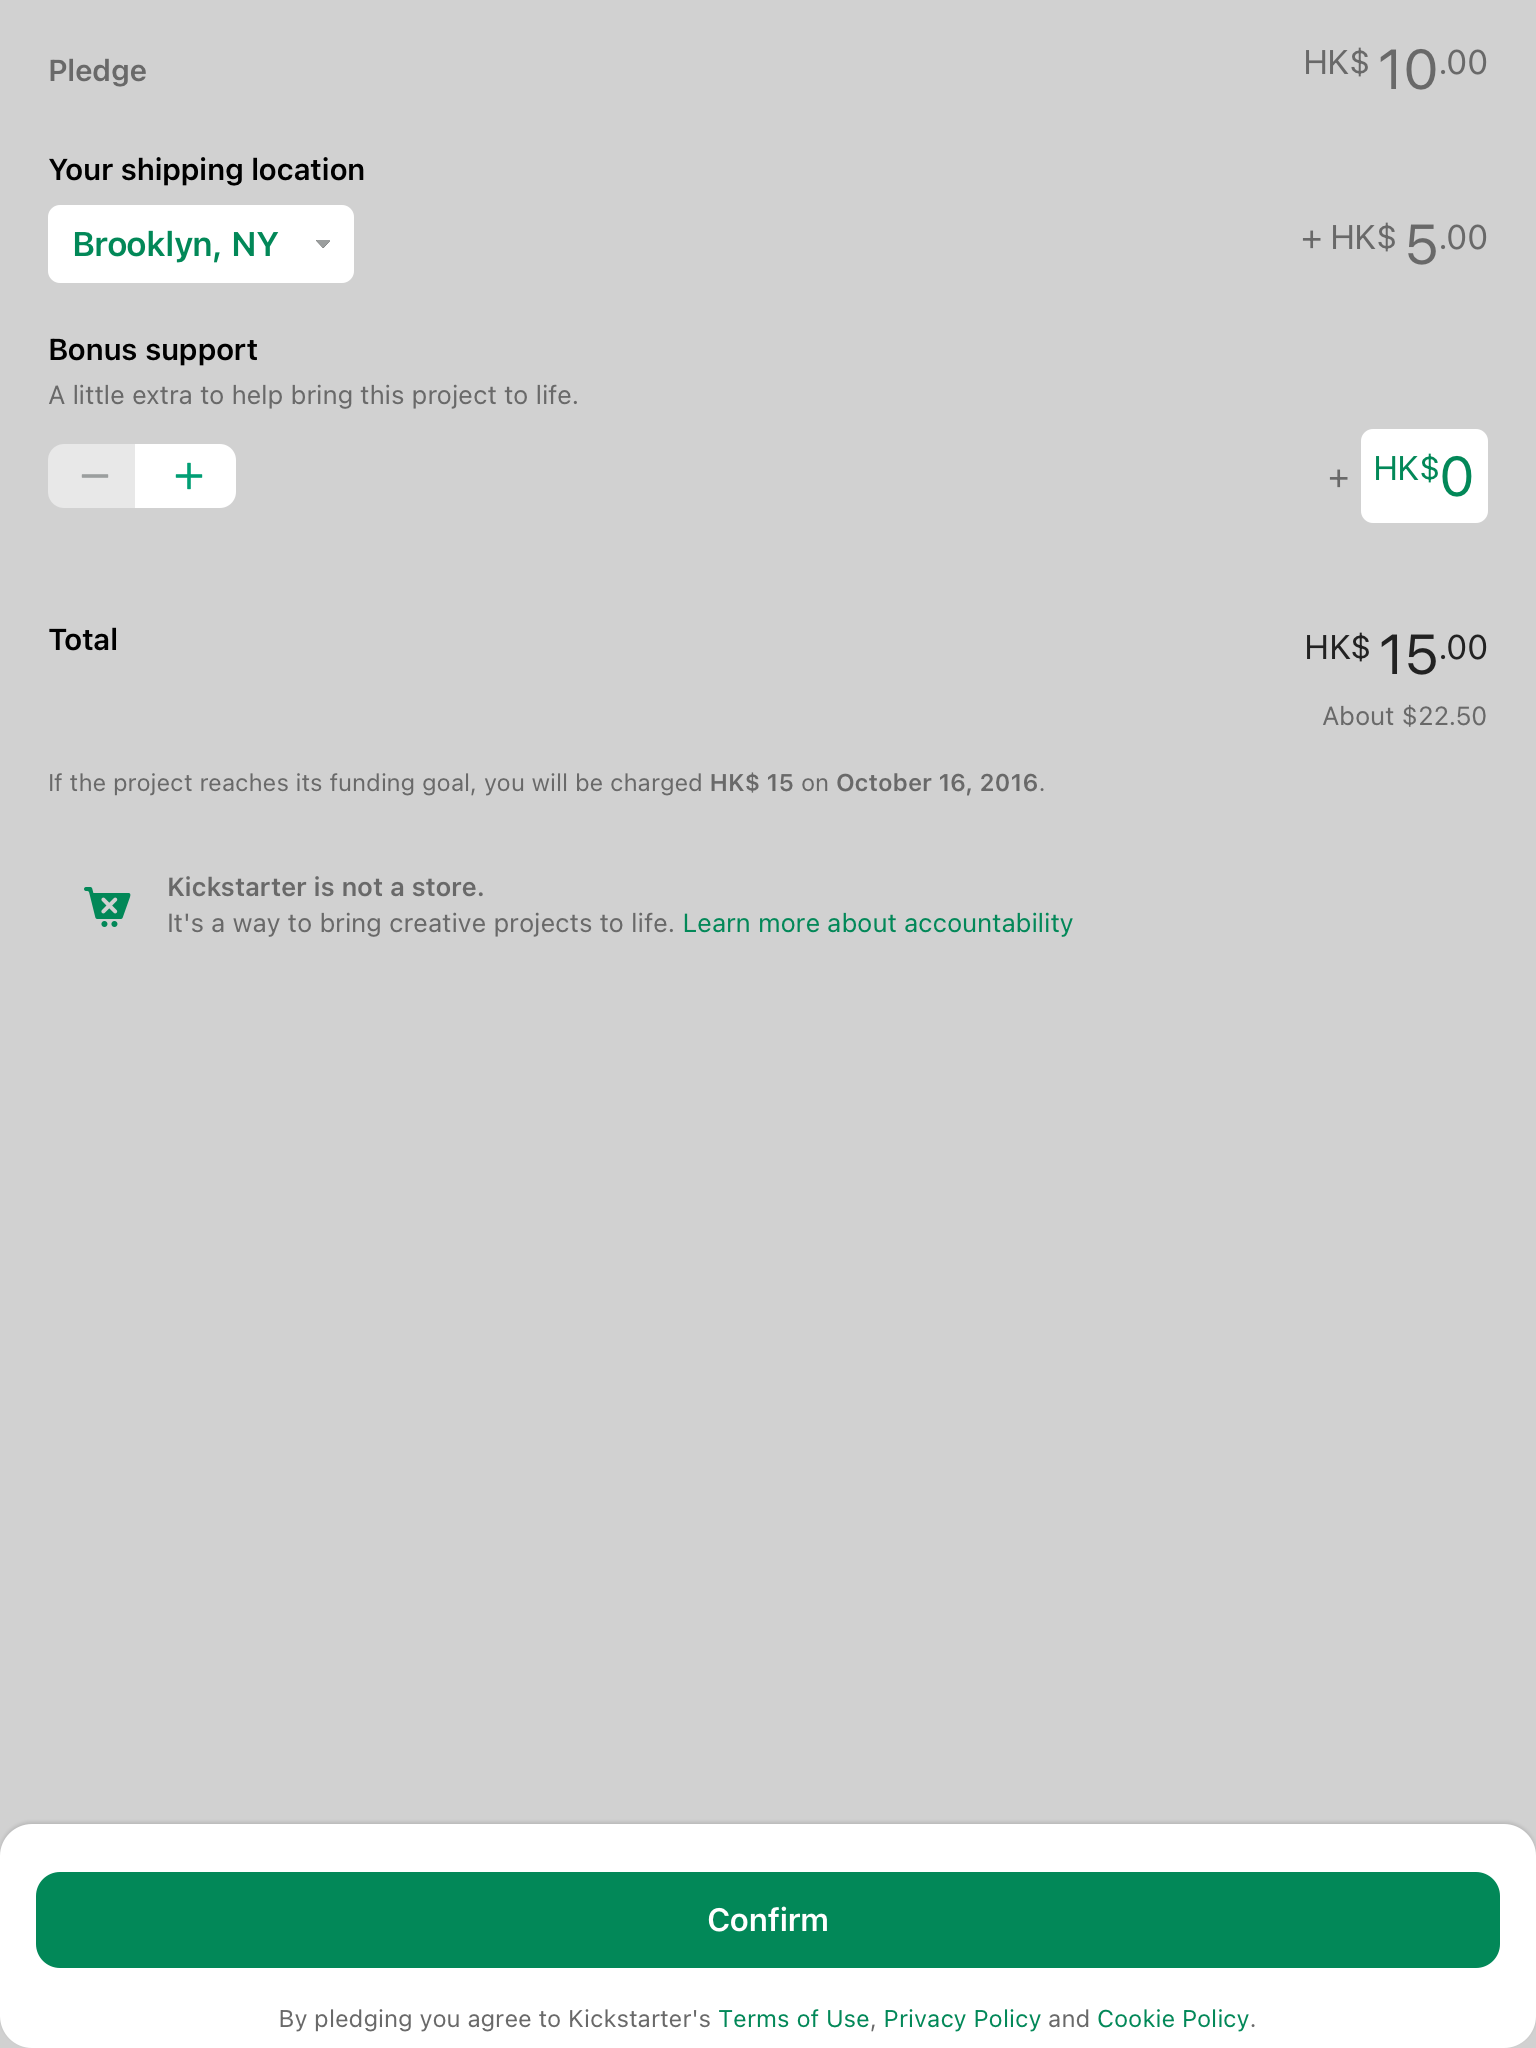 Pledge HK$ 10.00
Your shipping location
Brooklyn, NY + HK$ 5.00
Bonus support
A little extra to help bring this project to life.
− + + HK$0
Total HK$ 15.00
About $22.50
If the project reaches its funding goal, you will be charged HK$ 15 on October 16, 2016.
Kickstarter is not a store.
It's a way to bring creative projects to life. Learn more about accountability
Confirm
By pledging you agree to Kickstarter's Terms of Use, Privacy Policy and Cookie Policy.